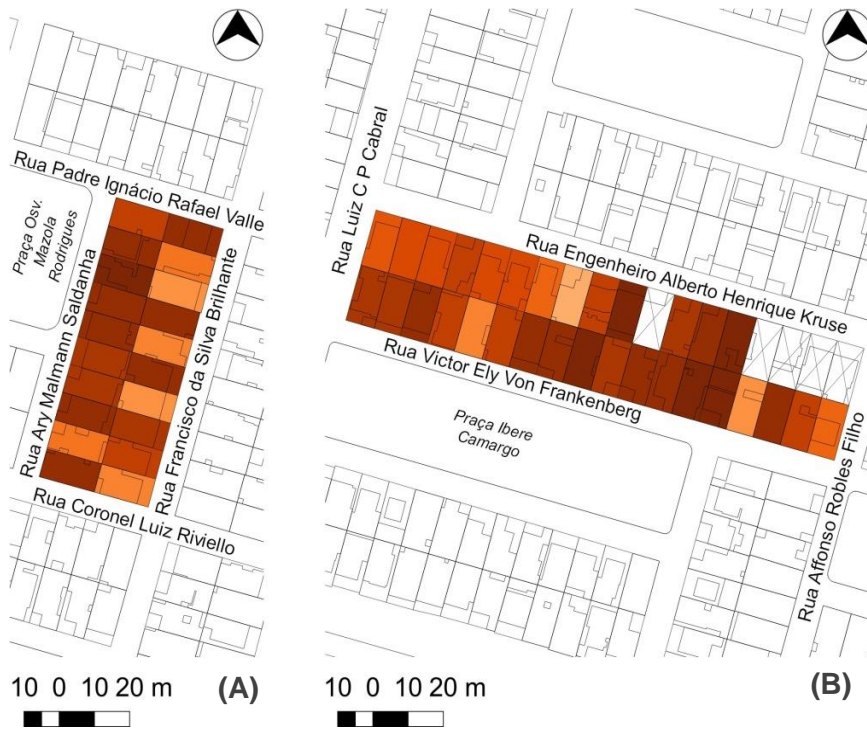 Rua Padre Ignácio Rafael Valle
Praça Osv.
Mazola
Rodrigues
Rua Ary Malmann Saldanha
Rua Francisco da Silva Brilhante
Rua Coronel Luiz Riviello
10 0 10 20 m
(A)
Rua Luiz C P Cabral
Rua Engenheiro Alberto Henrique Kruse
Rua Victor Ely Von Frankenberg
Praça Ibere
Camargo
Rua Affonso Robles Filho
10 0 10 20 m
(B)